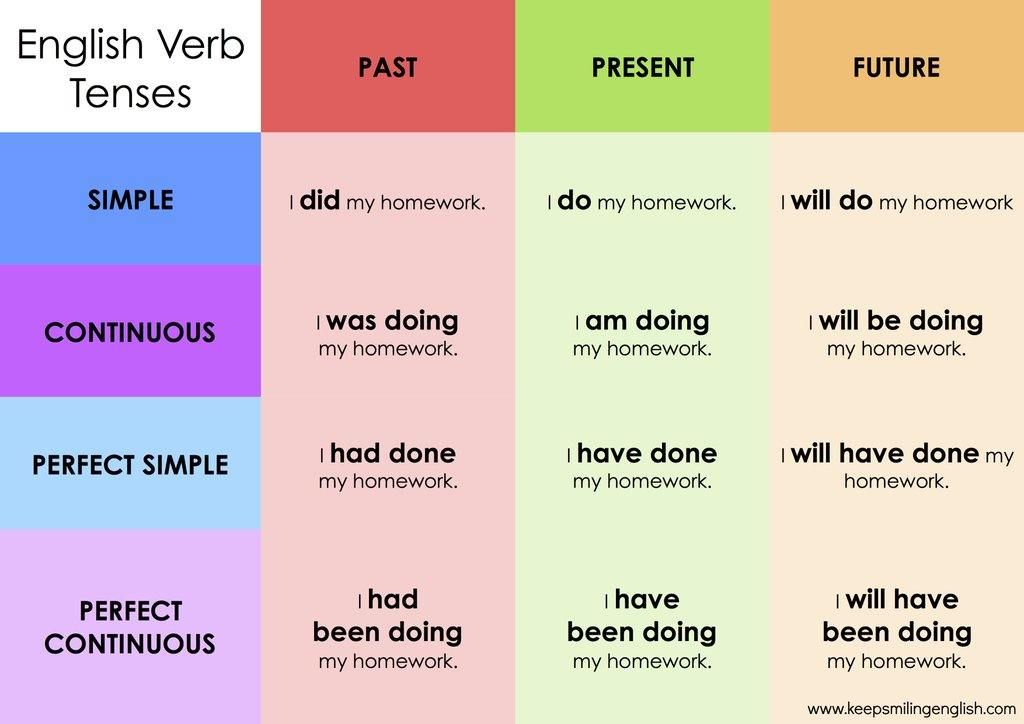 English Verb
Tenses
PAST
PRESENT
FUTURE
SIMPLE
I did my homework.
I do my homework.
I will do my homework
CONTINUOUS
I was doing
my homework.
I am doing
my homework.
I will be doing
my homework.
PERFECT SIMPLE
I had done
my homework.
I have done
my homework.
I will have done my
homework.
PERFECT
CONTINUOUS
I had
been doing
my homework.
I have
been doing
my homework.
I will have
been doing
my homework.
www.keepsmilingenglish.com